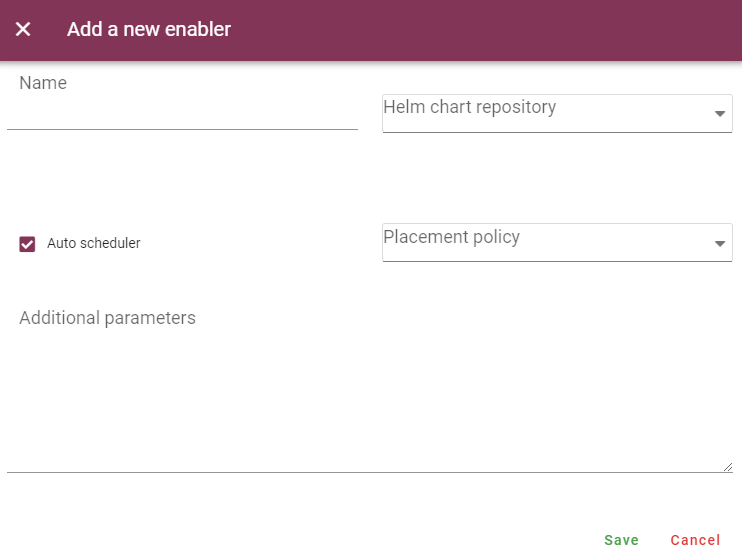 Add a new enabler
Name
Helm chart repository
Auto scheduler
Placement policy
Additional parameters
Save
Cancel